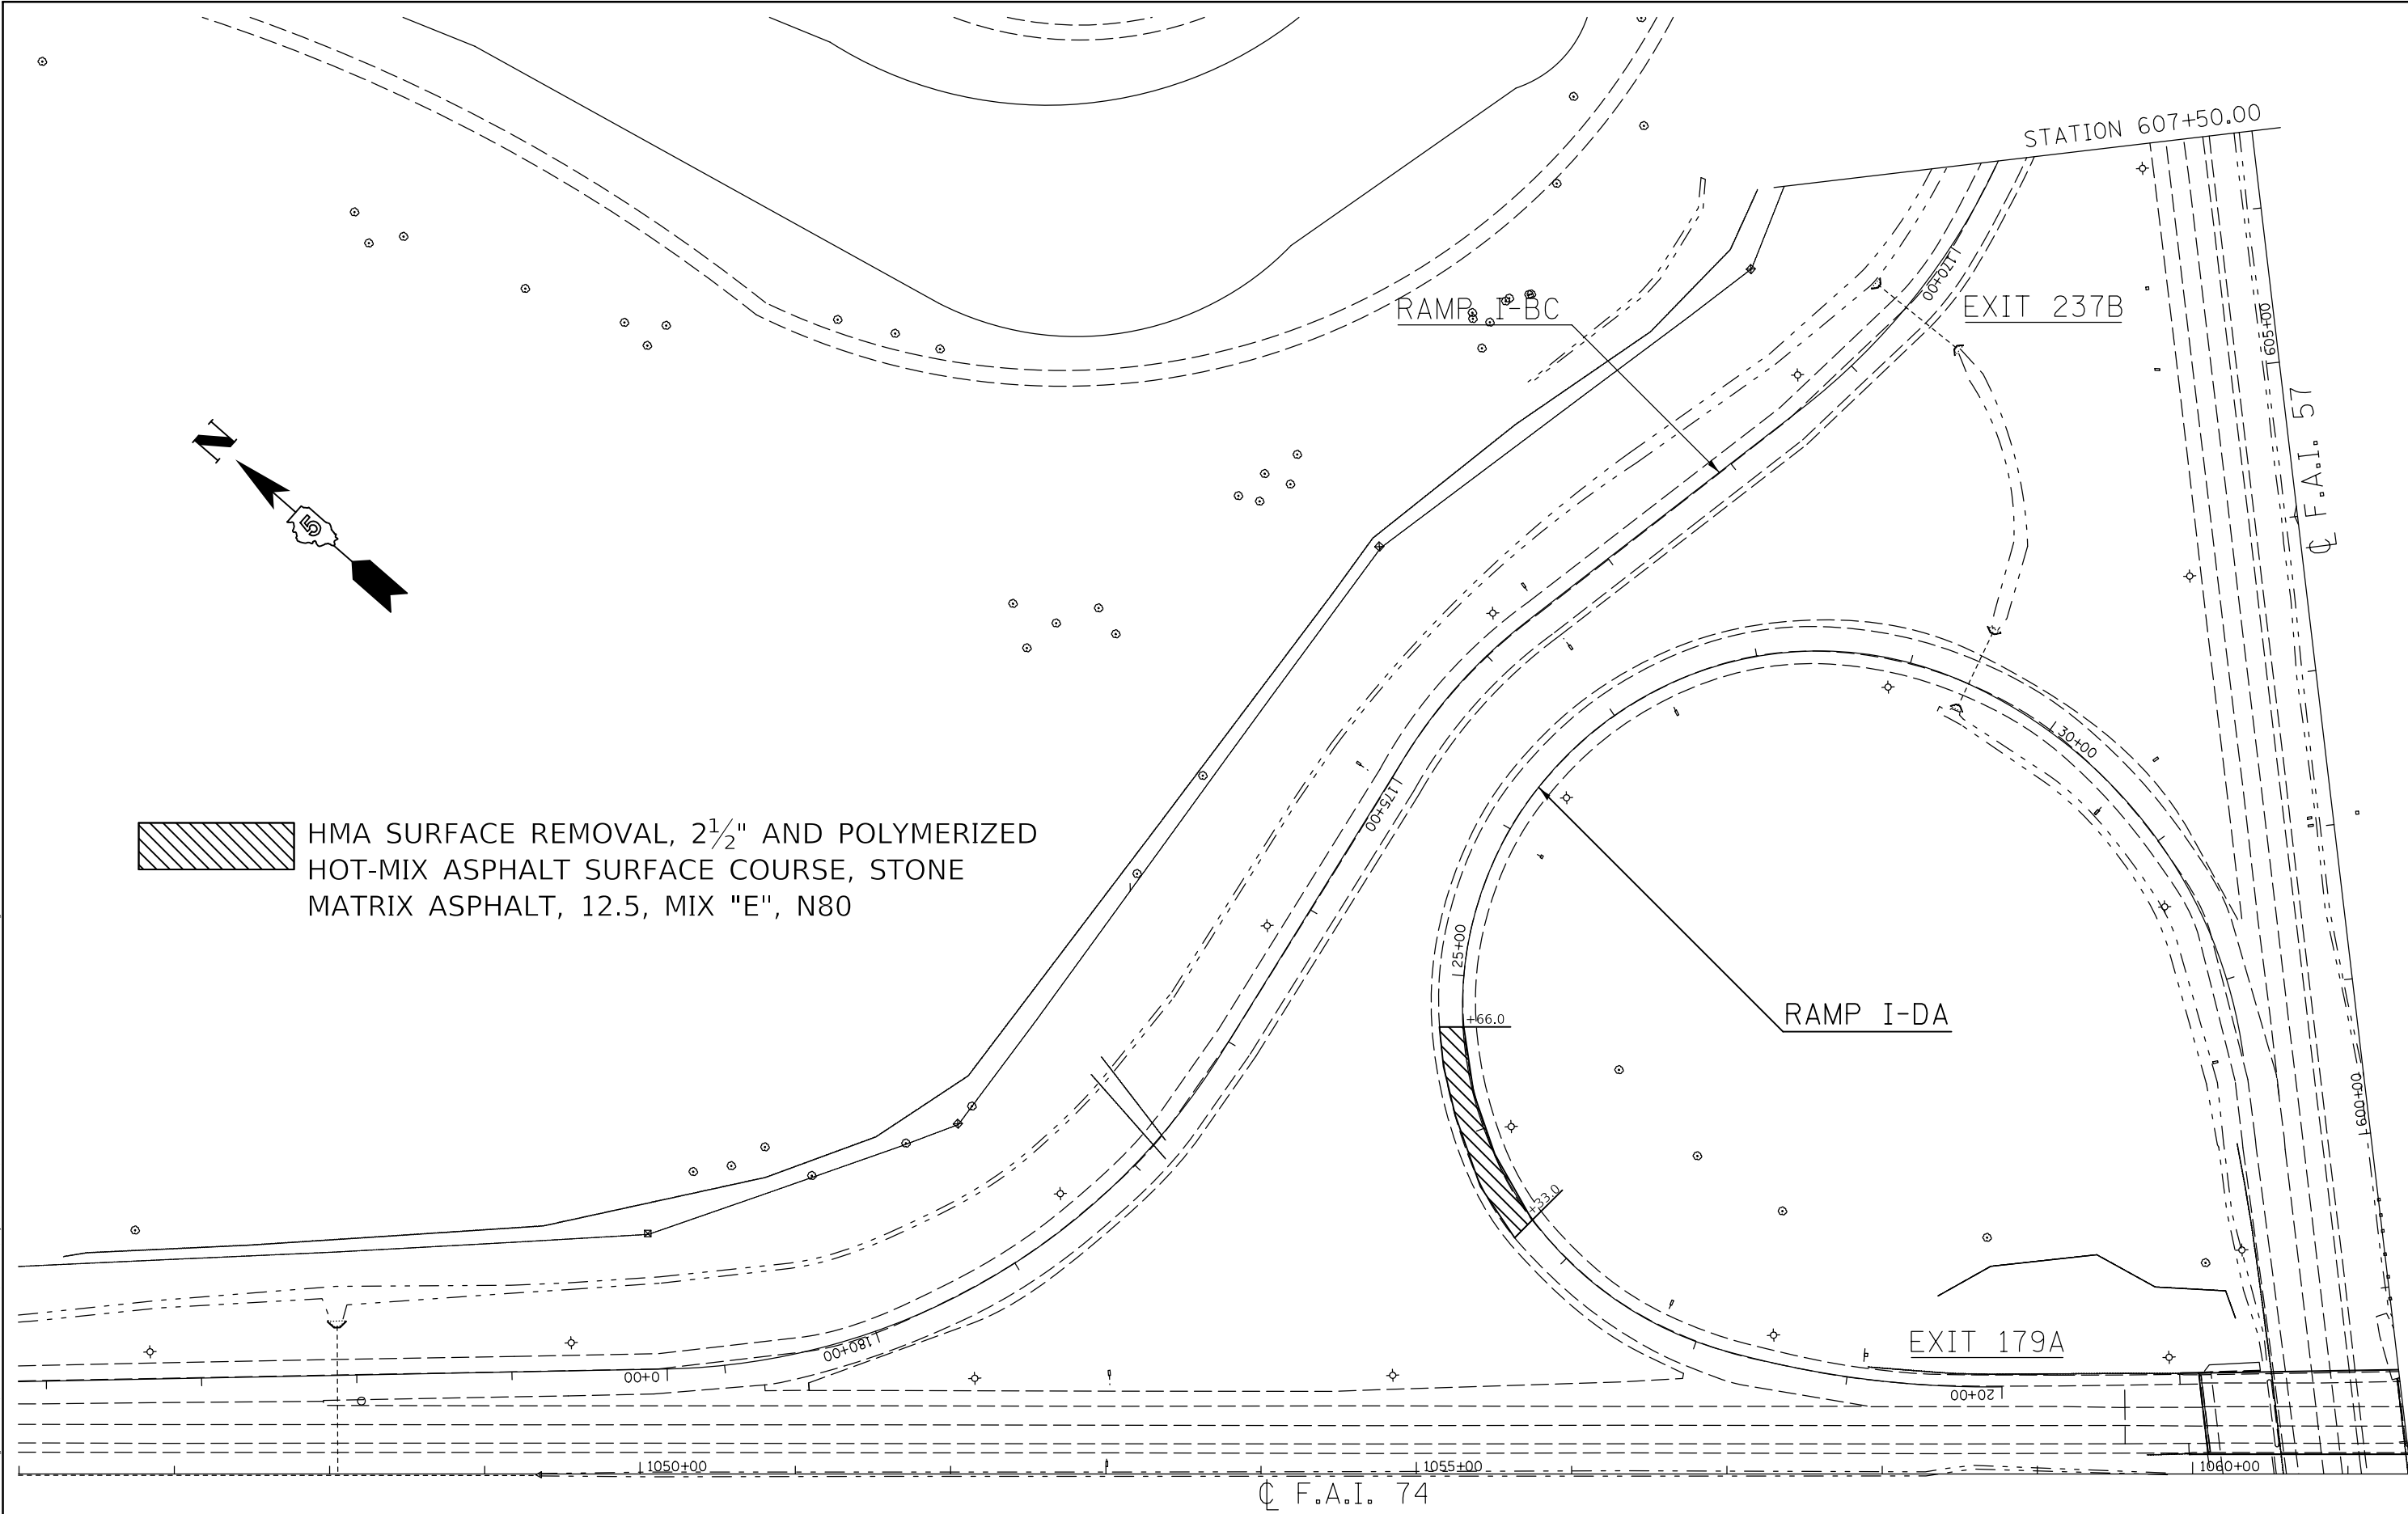 STATION 607+50.00
RAMP I-BC
170+00
EXIT 237B
605+00
℄ F.A.I. 57
N
5
30+00
175+00
HMA SURFACE REMOVAL, 2½" AND POLYMERIZED
HOT-MIX ASPHALT SURFACE COURSE, STONE
MATRIX ASPHALT, 12.5, MIX "E", N80
25+00
+66.0
RAMP I-DA
600+00
+33.0
180+00
EXIT 179A
0+00
20+00
1050+00
1055+00
1060+00
℄ F.A.I. 74